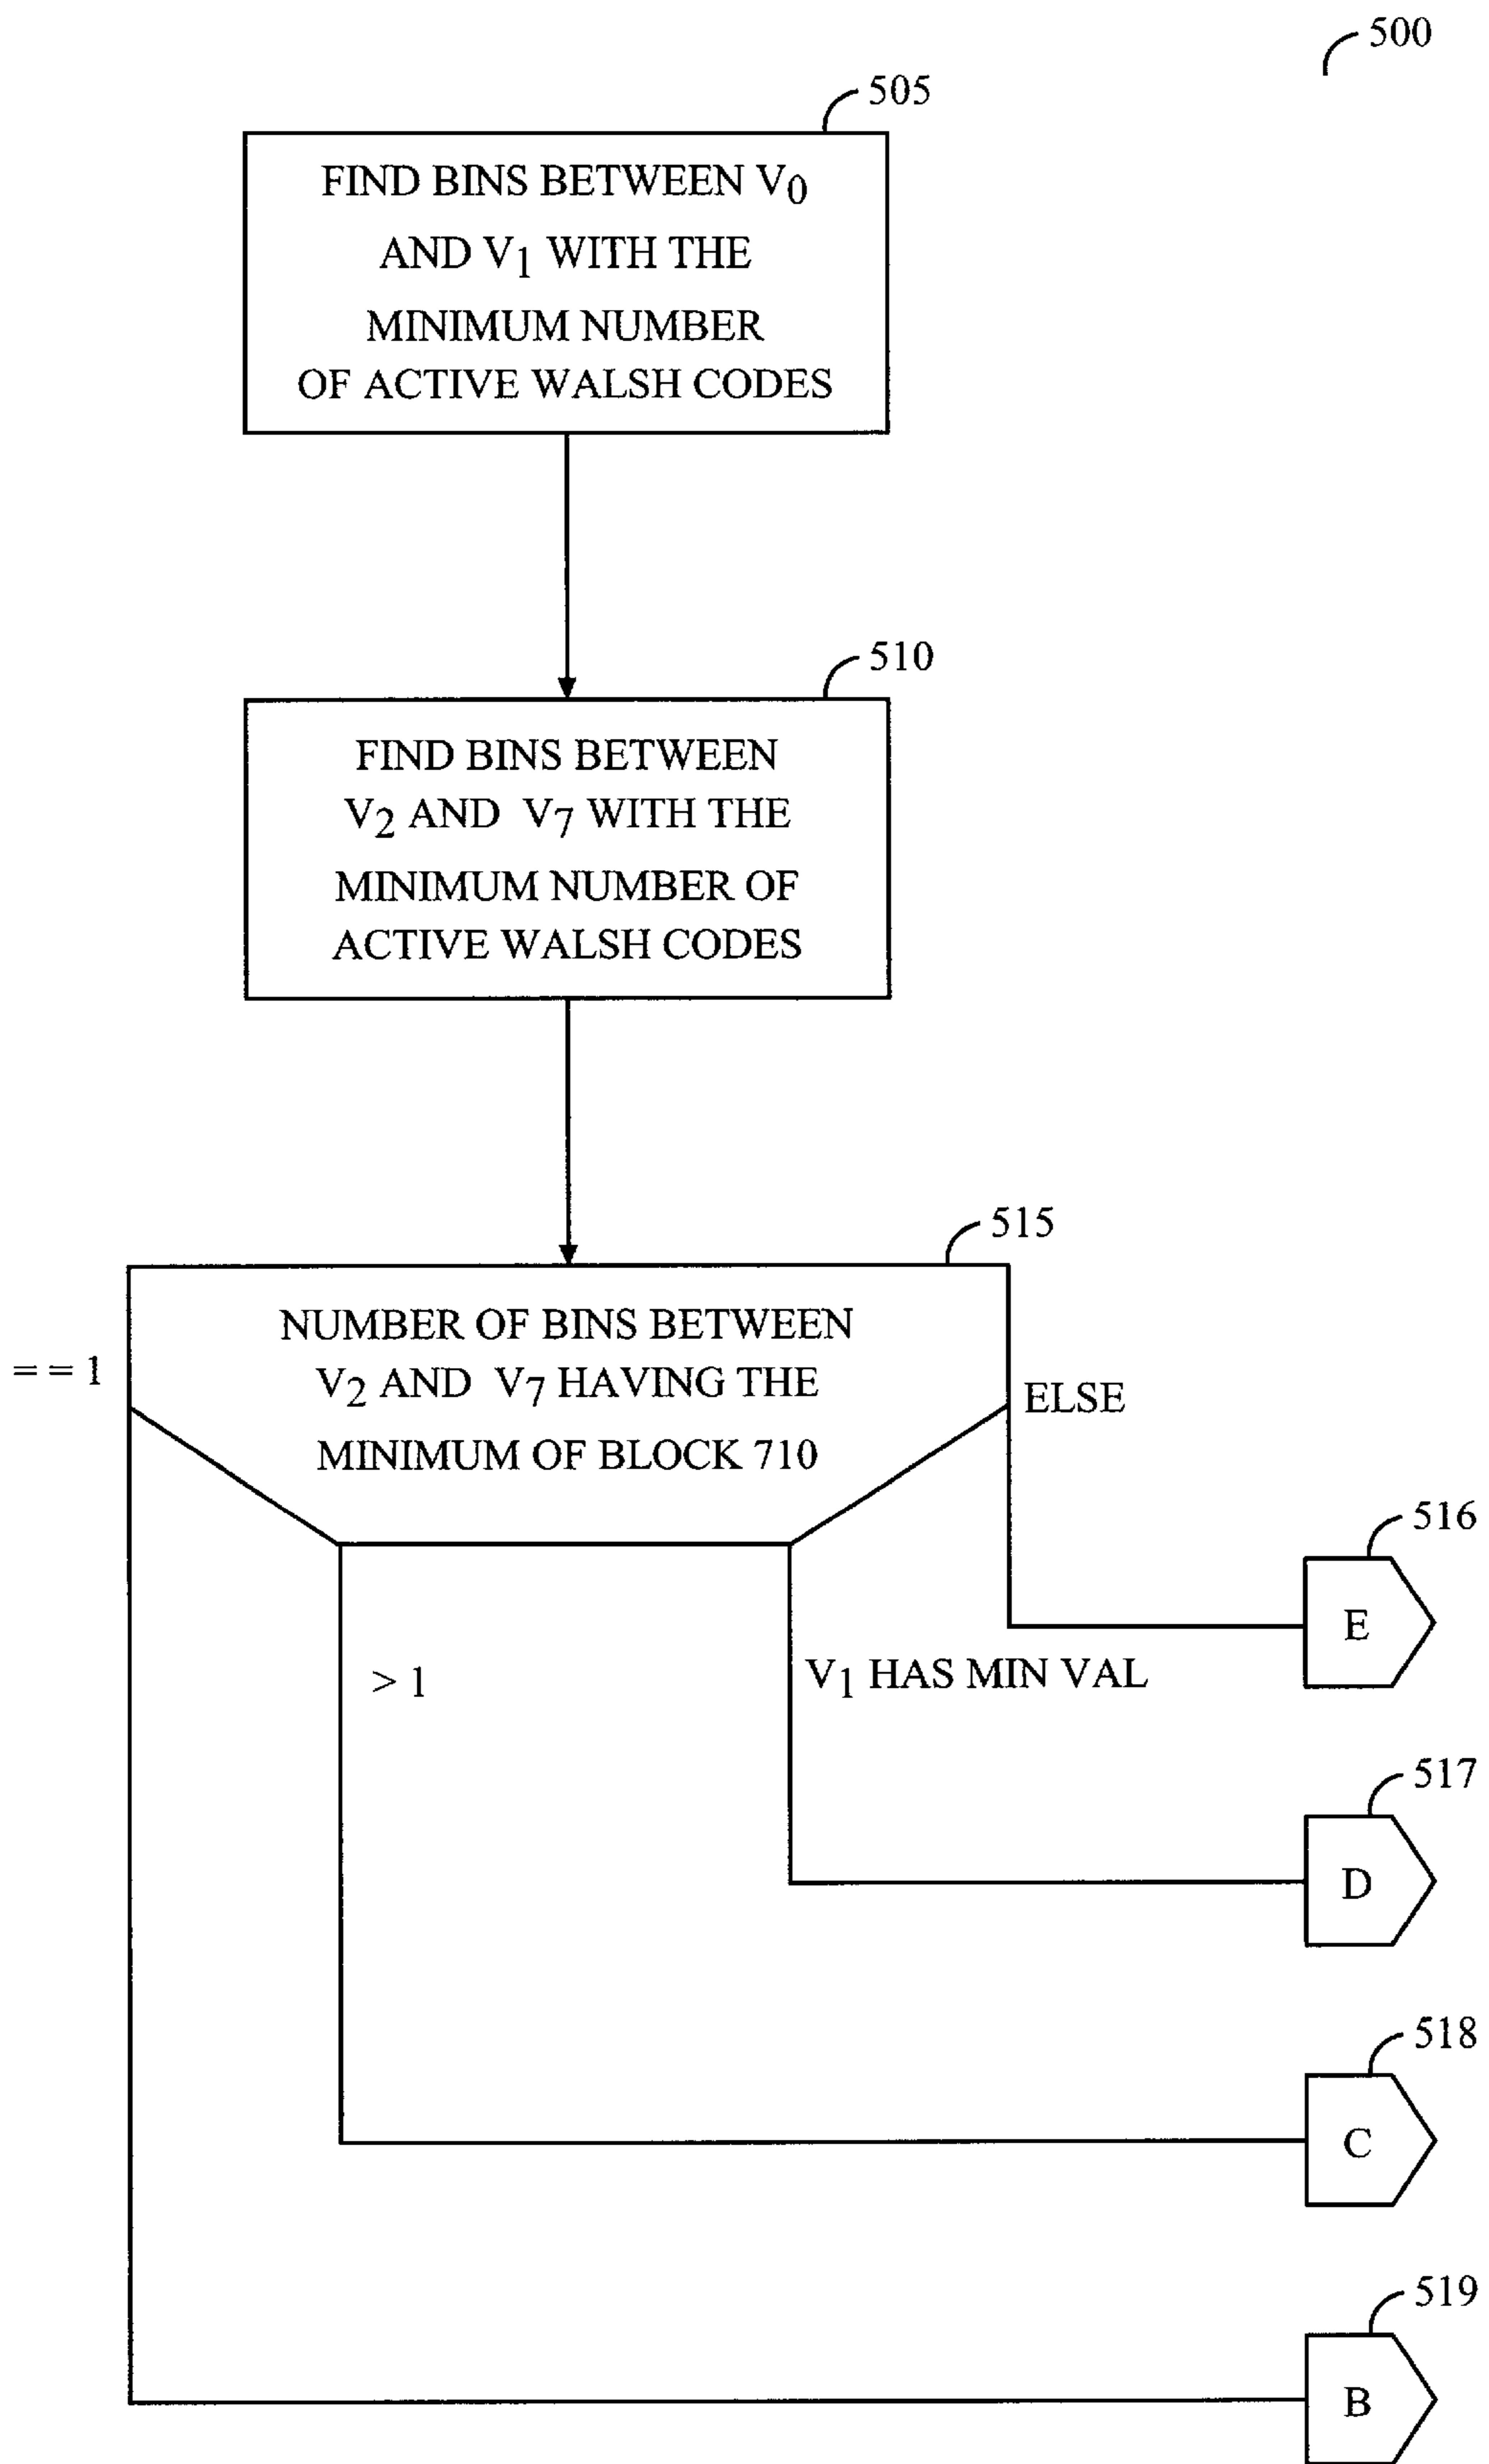 500
505
FIND BINS BETWEEN V0
AND V1 WITH THE
MINIMUM NUMBER
OF ACTIVE WALSH CODES
510
FIND BINS BETWEEN
V2 AND V7 WITH THE
MINIMUM NUMBER OF
ACTIVE WALSH CODES
515
NUMBER OF BINS BETWEEN
V2 AND V7 HAVING THE
MINIMUM OF BLOCK 710
= = 1
ELSE
516
E
> 1
V1 HAS MIN VAL
517
D
518
C
519
B